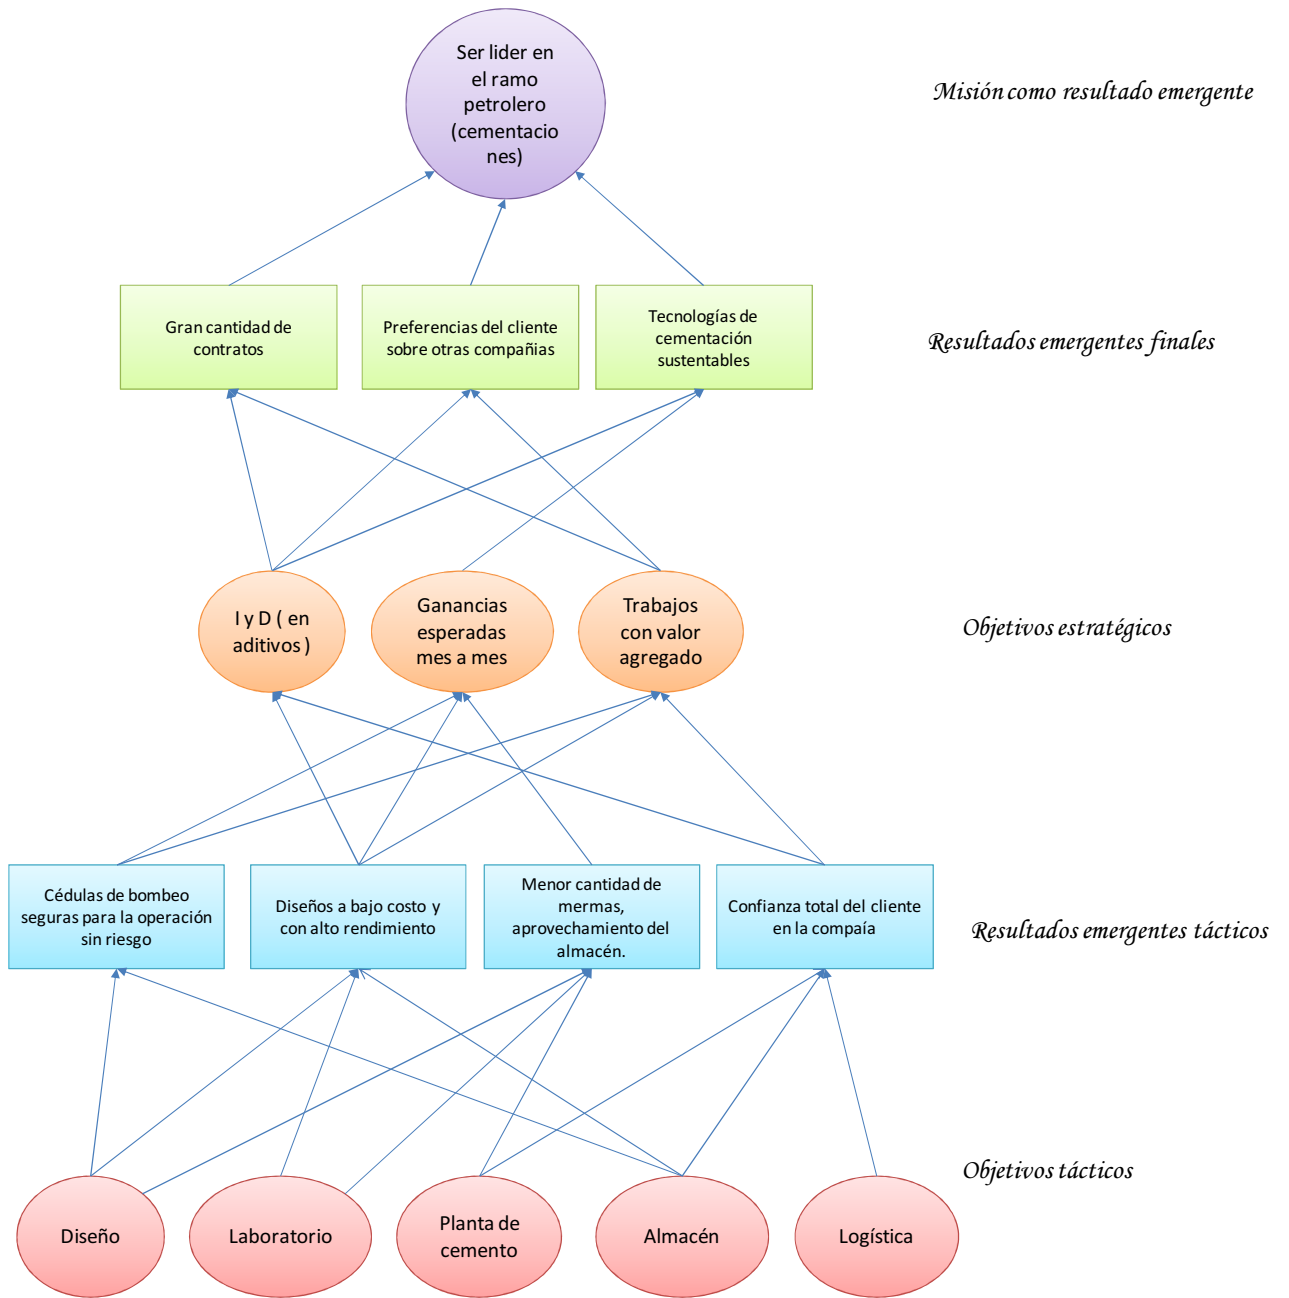 Ser lider en
el ramo
petrolero
(cementacio
nes)
Misión como resultado emergente
Gran cantidad de
contratos
Preferencias del cliente
sobre otras compañias
Tecnologías de
cementación
sustentables
Resultados emergentes finales
I y D ( en
aditivos )
Ganancias
esperadas
mes a mes
Trabajos
con valor
agregado
Objetivos estratégicos
Cédulas de bombeo
seguras para la operación
sin riesgo
Diseños a bajo costo y
con alto rendimiento
Menor cantidad de
mermas,
aprovechamiento del
almacén.
Confianza total del cliente
en la compaía
Resultados emergentes tácticos
Objetivos tácticos
Diseño
Laboratorio
Planta de
cemento
Almacén
Logística